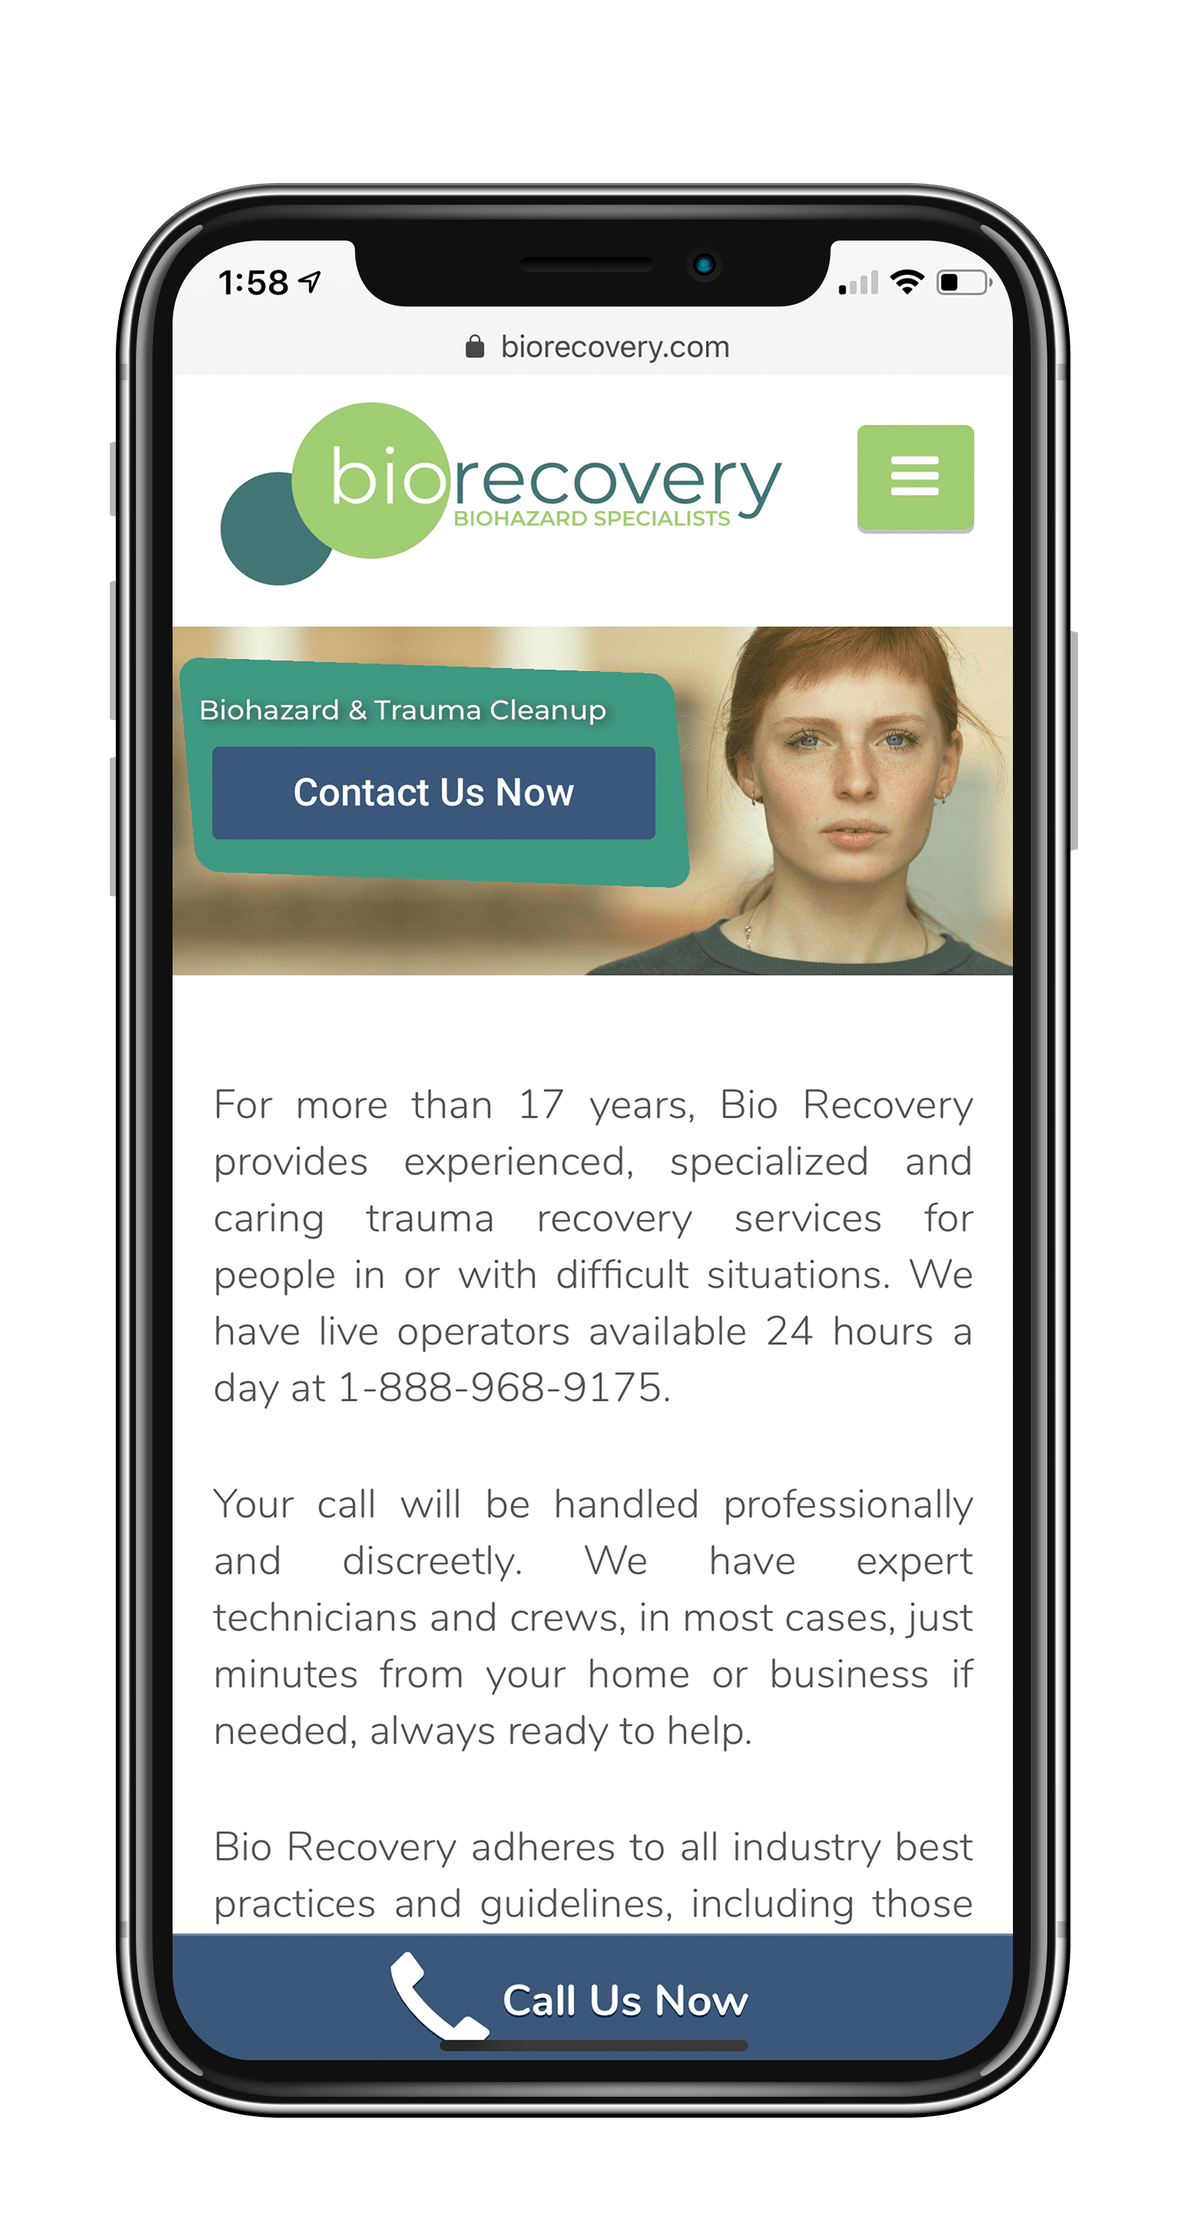 1:58
biorecovery.com
biorecovery
BIOHAZARD SPECIALISTS
Biohazard & Trauma Cleanup
Contact Us Now
For more than 17 years, Bio Recovery
provides experienced, specialized and
caring trauma recovery services for
people in or with difficult situations. We
have live operators available 24 hours a
day at 1-888-968-9175.
Your call will be handled professionally
and discreetly. We have expert
technicians and crews, in most cases, just
minutes from your home or business if
needed, always ready to help.
Bio Recovery adheres to all industry best
practices and guidelines, including those
Call Us Now